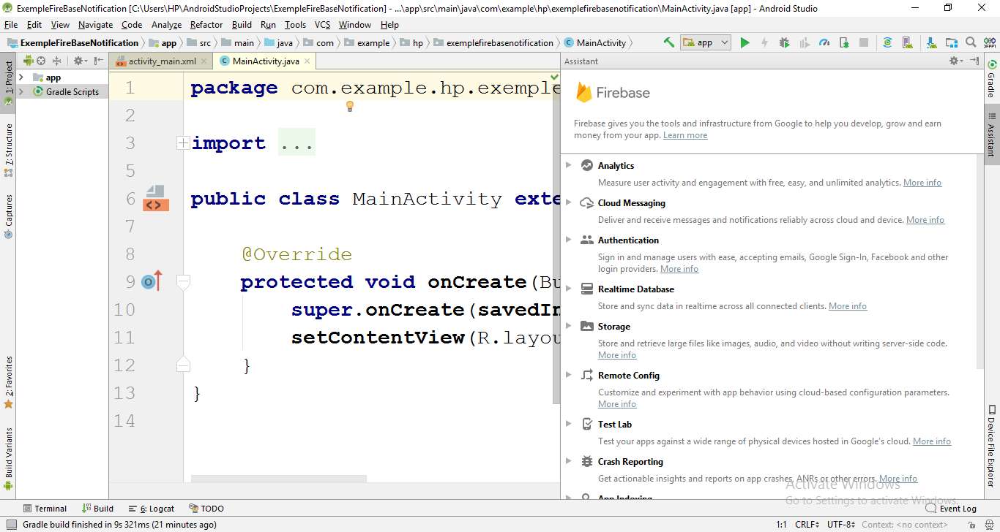 ExempleFireBaseNotification [C:\Users\HP\AndroidStudioProjects\ExempleFireBaseNotification] - ...\app\src\main\java\com\example\hp\exemplefirebasenotification\MainActivity.java [app] - Android Studio
File Edit View Navigate Code Analyze Refactor Build Run Tools VCS Window Help
ExempleFireBaseNotification app src main java com example hp exemplefirebasenotification MainActivity app
1: Project
7: Structure
Captures
2: Favorites
Build Variants
app
Gradle Scripts
activity_main.xml MainActivity.java
1 package com.example.hp.exemple
2
3 import ...
5
6 public class MainActivity exte
7
8 @Override
9 protected void onCreate(Bu
10 super.onCreate(savedIn
11 setContentView(R.layou
12 }
13 }
14
Assistant
Firebase
Firebase gives you the tools and infrastructure from Google to help you develop, grow and earn
money from your app. Learn more
Analytics
Measure user activity and engagement with free, easy, and unlimited analytics. More info
Cloud Messaging
Deliver and receive messages and notifications reliably across cloud and device. More info
Authentication
Sign in and manage users with ease, accepting emails, Google Sign-In, Facebook and other
login providers. More info
Realtime Database
Store and sync data in realtime across all connected clients. More info
Storage
Store and retrieve large files like images, audio, and video without writing server-side code.
More info
Remote Config
Customize and experiment with app behavior using cloud-based configuration parameters.
More info
Test Lab
Test your apps against a wide range of physical devices hosted in Google's cloud. More info
Crash Reporting
Get actionable insights and reports on app crashes, ANRs or other errors. More info
App Indexing
Activate Windows
Go to Settings to activate Windows.
Gradle
Assistant
Device File Explorer
Terminal Build 6: Logcat TODO Event Log
Gradle build finished in 9s 321ms (21 minutes ago) 1:1 CRLF UTF-8 Context: <no context>